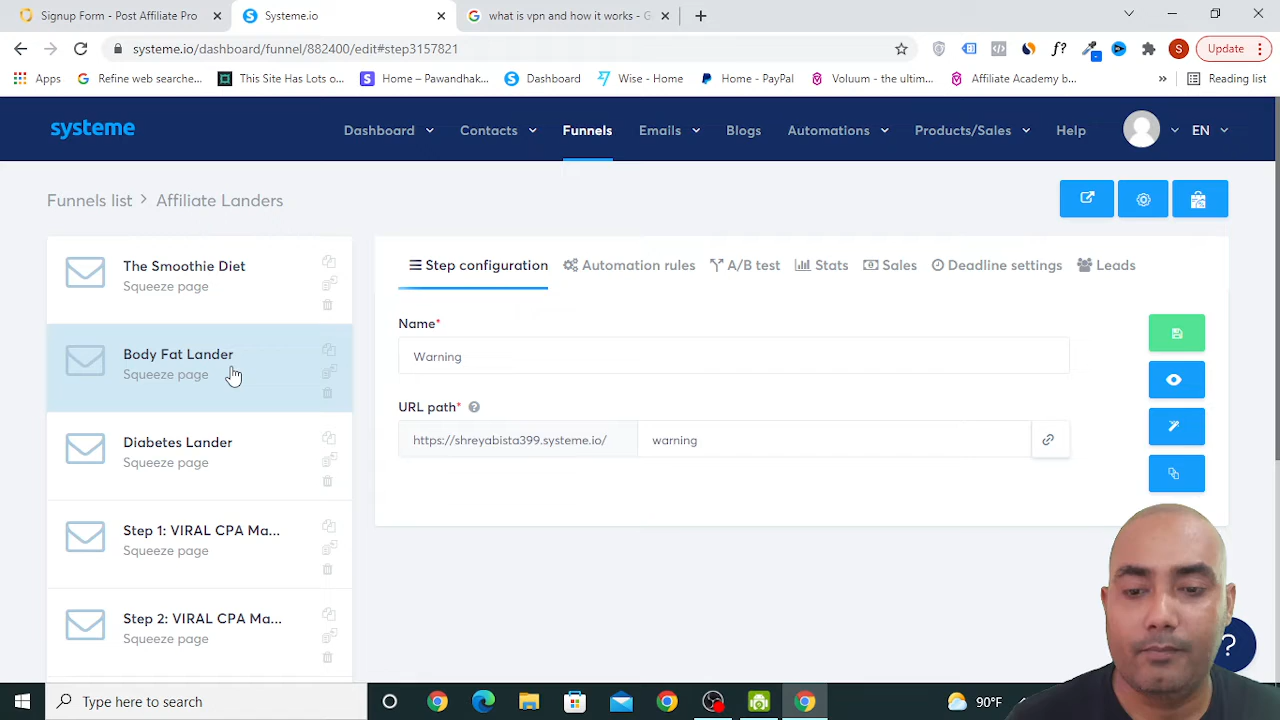 Signup Form - Post Affiliate Pro
Systeme.io
what is vpn and how it works - G
systeme.io/dashboard/funnel/882400/edit#step3157821
f?
S
Update
Apps
Refine web searche...
This Site Has Lots o...
Home – Pawandhak...
Dashboard
Wise - Home
Home - PayPal
Voluum - the ultim...
Affiliate Academy b...
»
Reading list
systeme
Dashboard
Contacts
Funnels
Emails
Blogs
Automations
Products/Sales
Help
EN
Funnels list > Affiliate Landers
The Smoothie Diet
Squeeze page
Body Fat Lander
Squeeze page
Diabetes Lander
Squeeze page
Step 1: VIRAL CPA Ma...
Squeeze page
Step 2: VIRAL CPA Ma...
Squeeze page
Step configuration
Automation rules
A/B test
Stats
Sales
Deadline settings
Leads
Name*
Warning
URL path* ?
https://shreyabista399.systeme.io/
warning
?
Type here to search
90°F